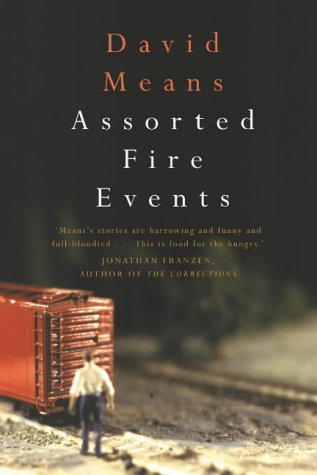 David
Means
Assorted
Fire
Events
‘Means's stories are harrowing and funny and
full-bloodied . . . This is food for the hungry.’
JONATHAN FRANZEN,
AUTHOR OF THE CORRECTIONS